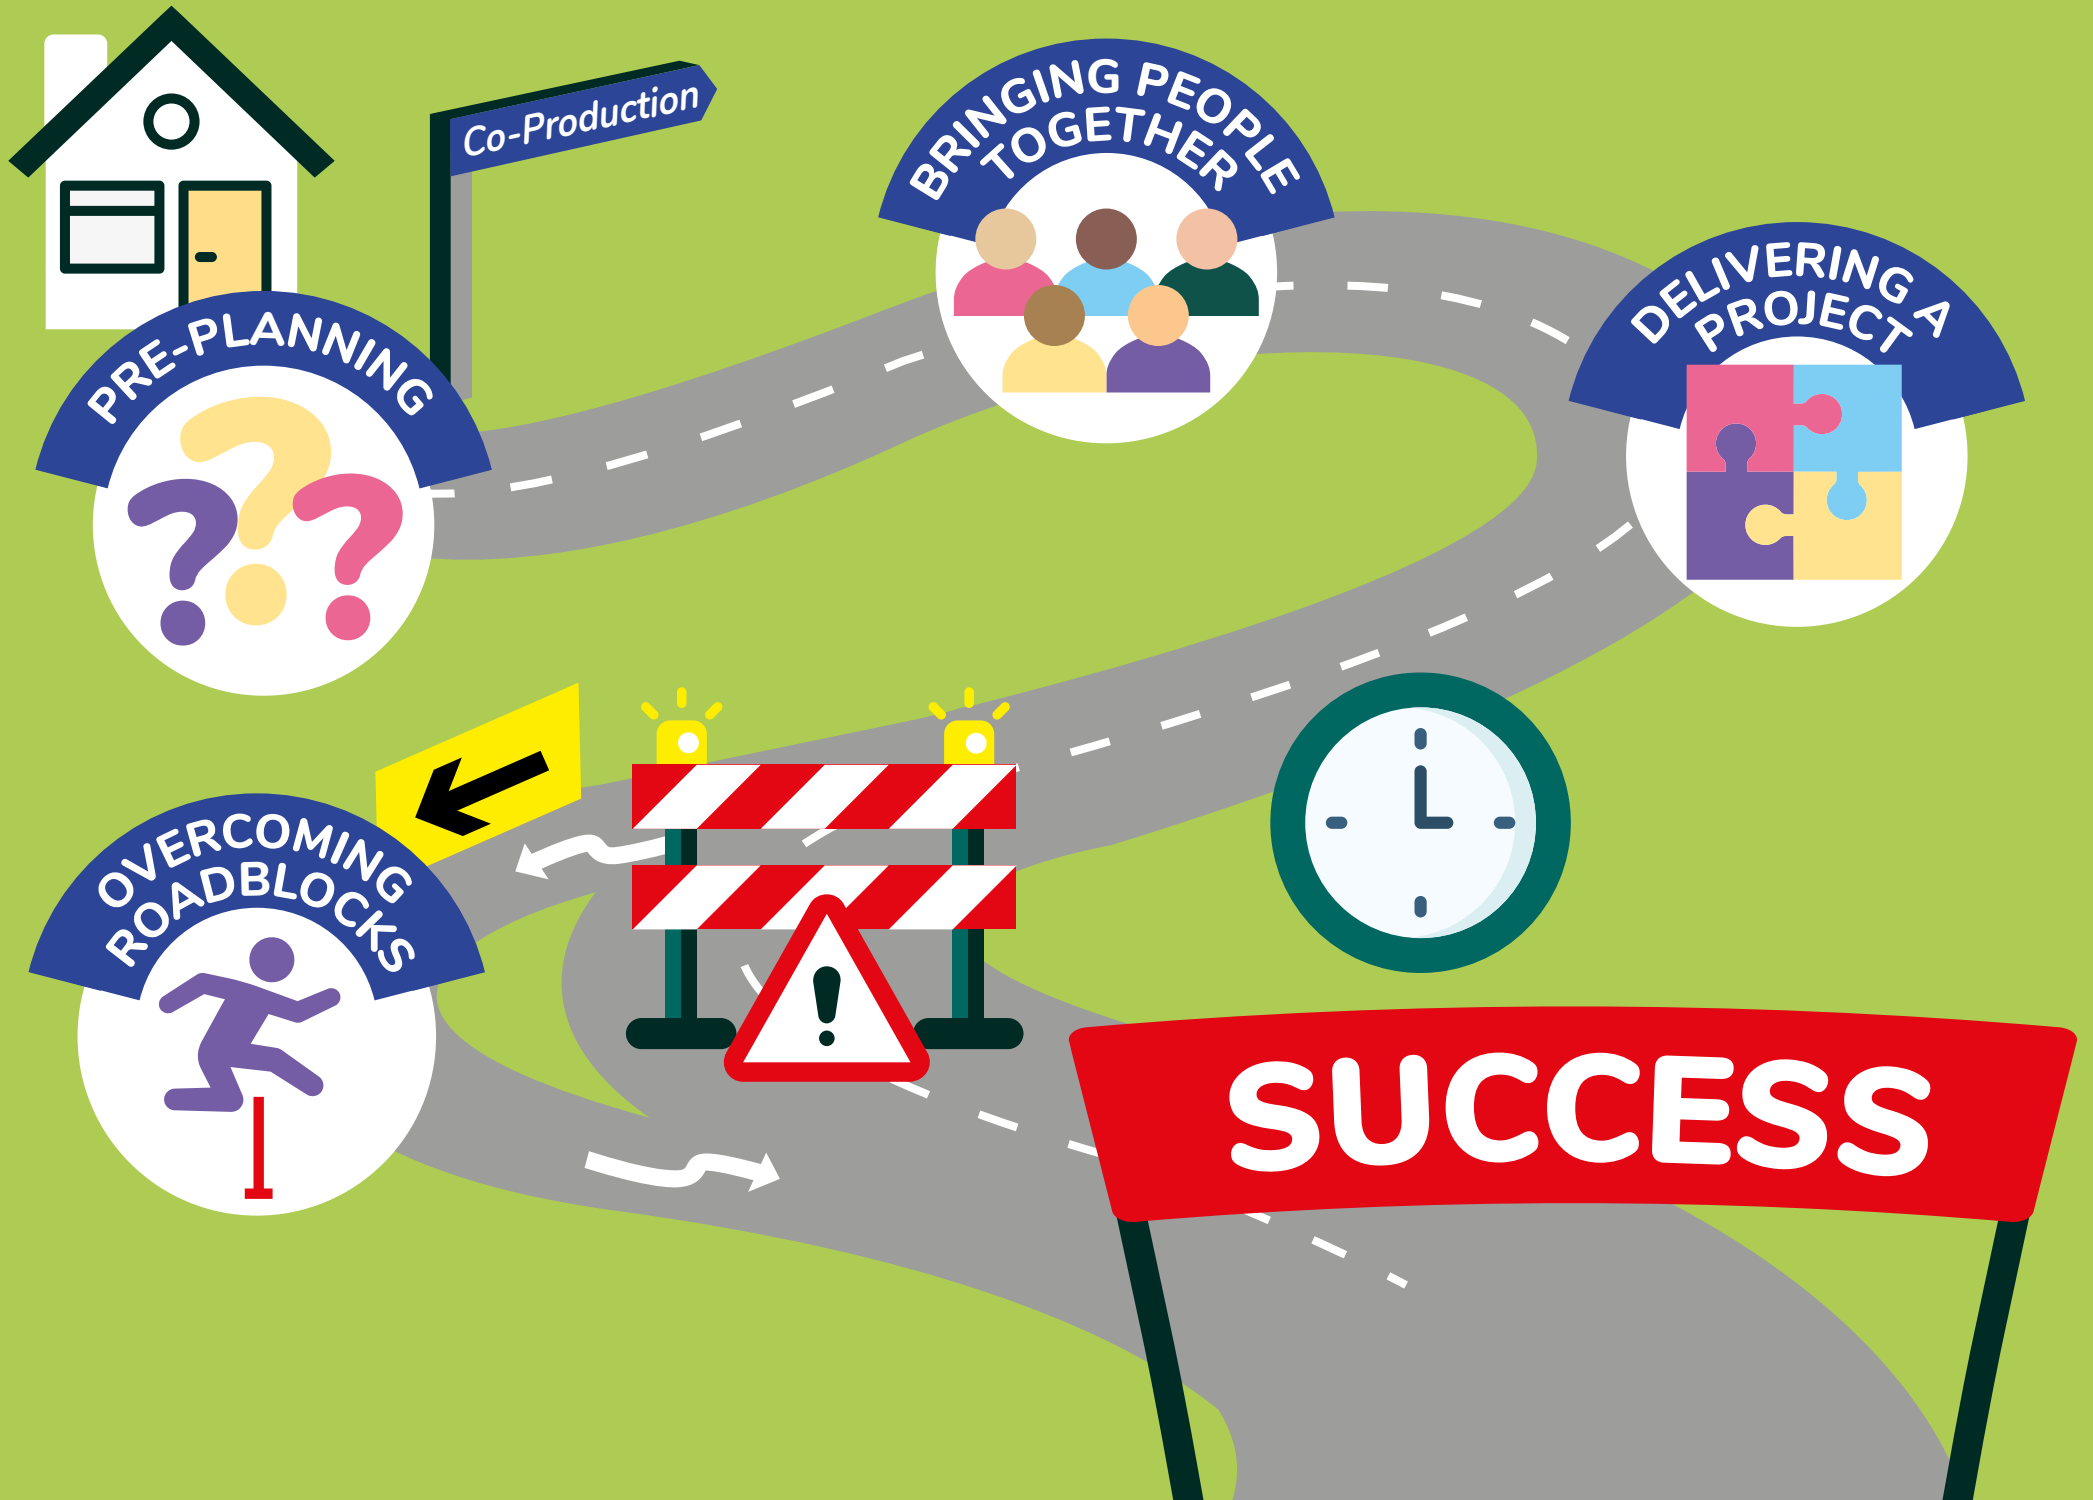 Co-Production
PRE-PLANNING
BRINGING PEOPLE
TOGETHER
DELIVERING A
PROJECT
OVERCOMING
ROADBLOCKS
!
SUCCESS